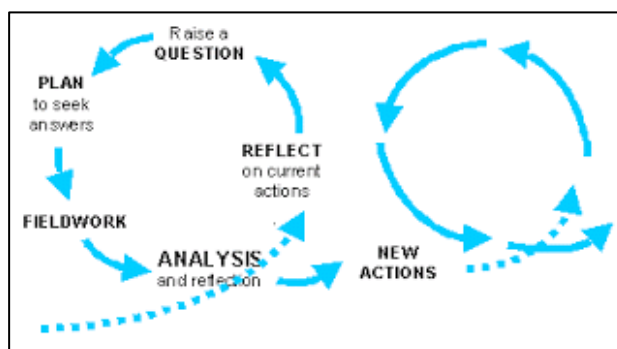 Raise a
QUESTION
PLAN
to seek
answers
REFLECT
on current
actions
FIELDWORK
ANALYSIS
and reflection
NEW
ACTIONS